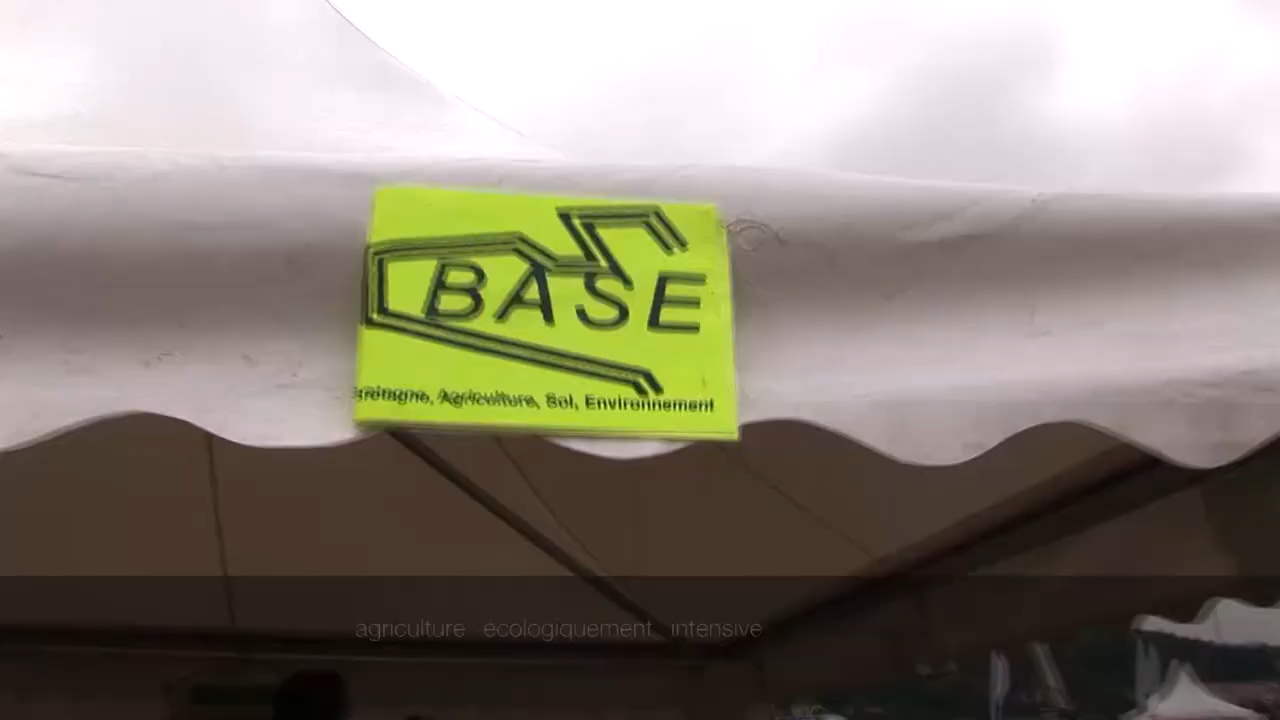 BASE
Bretagne, Agriculture, Sol, Environnement
agriculture écologiquement intensive